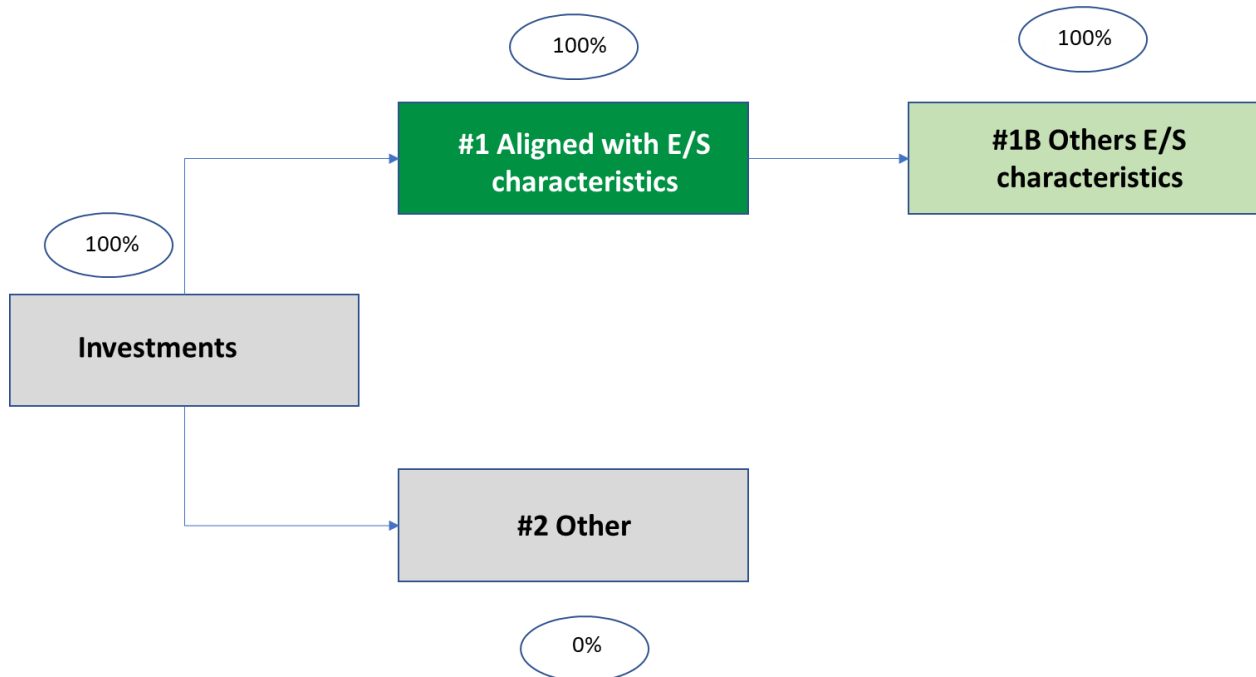 100%
100%
#1 Aligned with E/S
characteristics
#1B Others E/S
characteristics
100%
Investments
#2 Other
0%